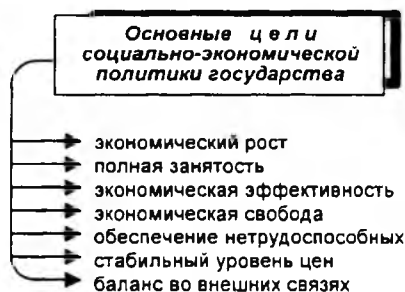 Основные цели
социально-экономической
политики государства
экономический рост
полная занятость
экономическая эффективность
экономическая свобода
обеспечение нетрудоспособных
стабильный уровень цен
баланс во внешних связях